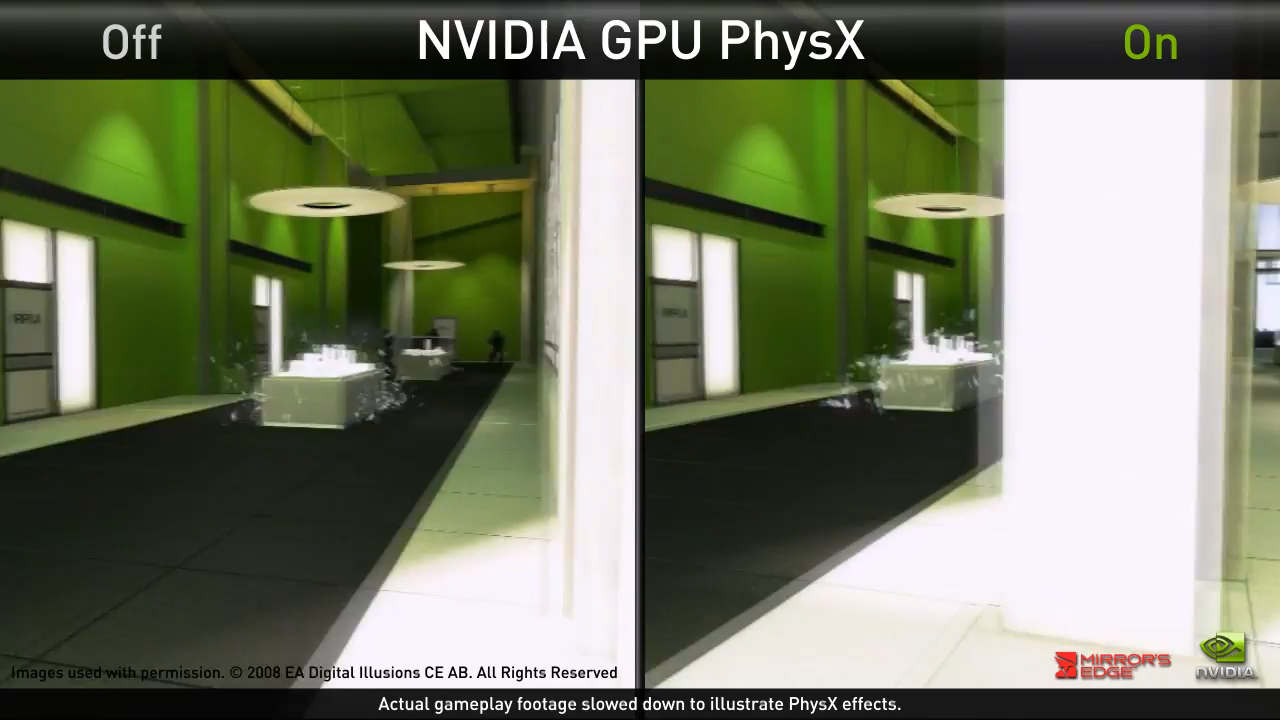 Off
NVIDIA GPU PhysX
On
Images used with permission. © 2008 EA Digital Illusions CE AB. All Rights Reserved
MIRROR'S
EDGE
NVIDIA
Actual gameplay footage slowed down to illustrate PhysX effects.